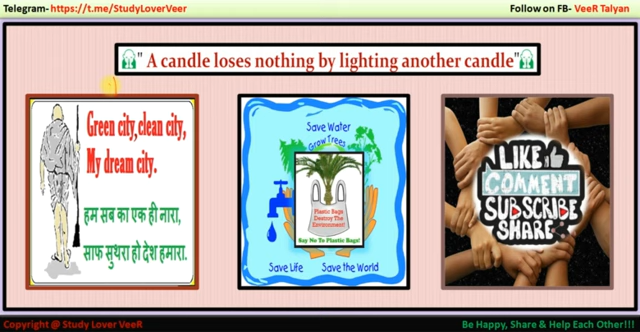 Telegram- https://t.me/StudyLoverVeer
Follow on FB- VeeR Talyan
" A candle loses nothing by lighting another candle"
Green city,clean city,
My dream city.
हम सब का एक ही नारा,
साफ सुथरा हो देश हमारा.
Save Water
Grow Trees
Plastic Bags
Destroy The
Environment!
Say No To Plastic Bags!
Save Life Save the World
LIKE
COMMENT
SUBSCRIBE
SHARE
Copyright @ Study Lover VeeR
Be Happy, Share & Help Each Other!!!